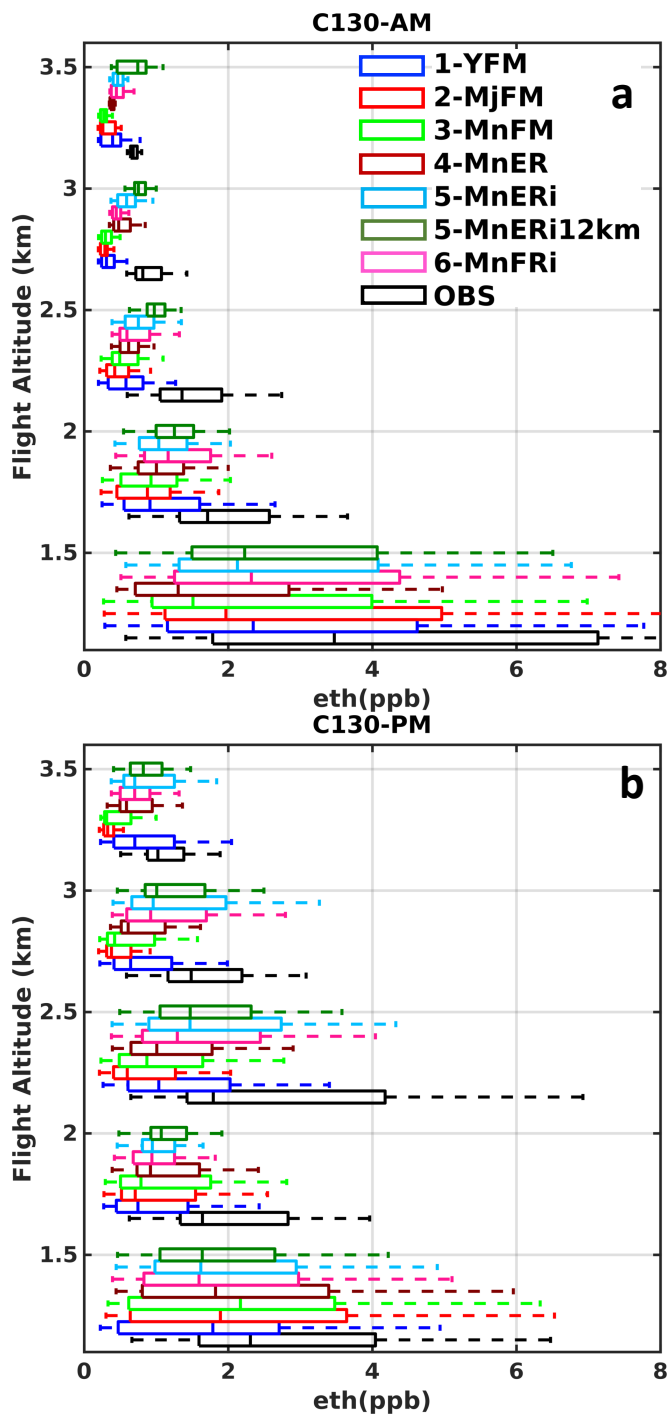 C130-AM
a
1-YFM
2-MjFM
3-MnFM
4-MnER
5-MnERi
5-MnERi12km
6-MnFRi
OBS
3.5
3
2.5
2
1.5
Flight Altitude (km)
0 2 4 6 8
eth(ppb)
C130-PM
b
3.5
3
2.5
2
1.5
Flight Altitude (km)
0 2 4 6 8
eth(ppb)